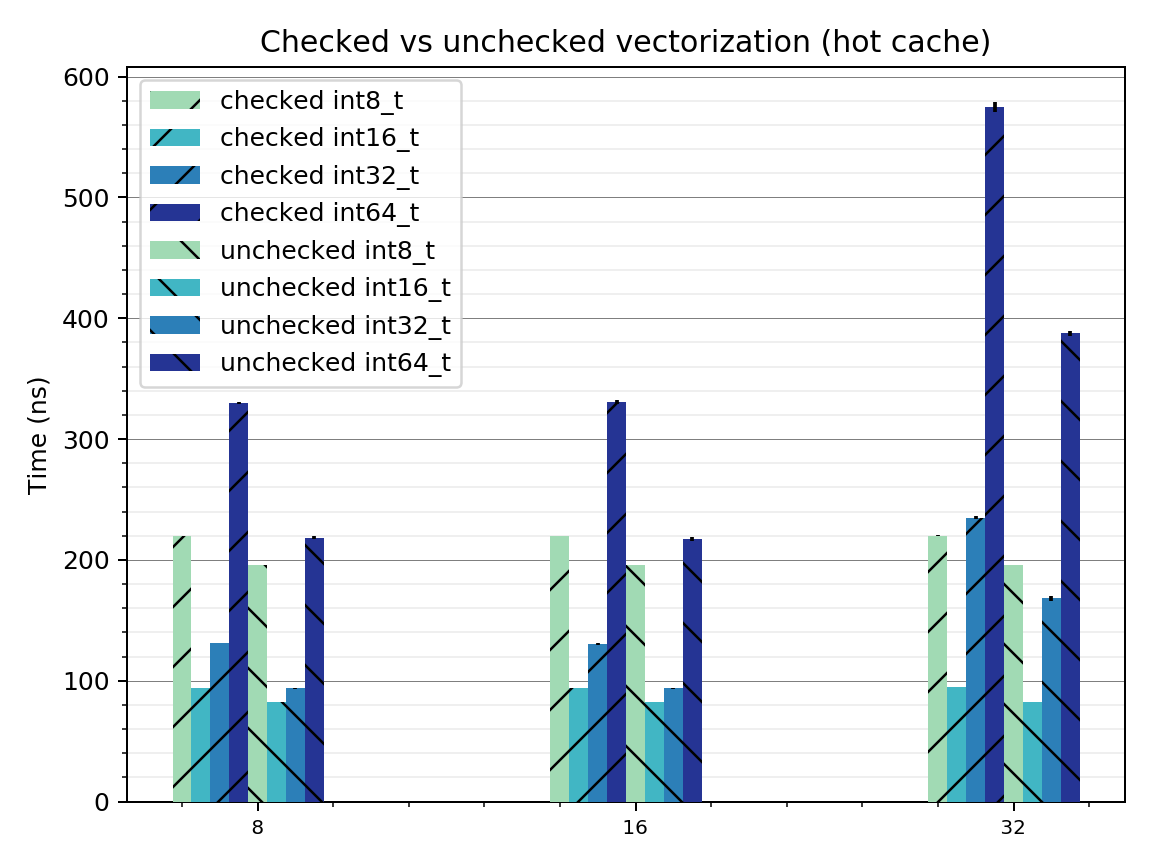 Checked vs unchecked vectorization (hot cache)
600
500
400
300
200
100
0
Time (ns)
checked int8_t
checked int16_t
checked int32_t
checked int64_t
unchecked int8_t
unchecked int16_t
unchecked int32_t
unchecked int64_t
8
16
32